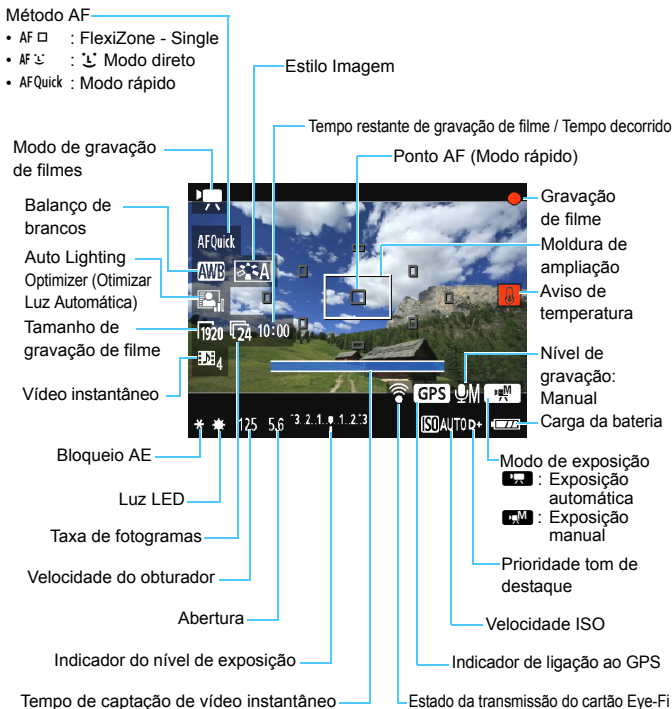 Método AF
• AF □ : FlexiZone - Single
• AF : Modo direto
• AFQuick : Modo rápido
Estilo Imagem
Tempo restante de gravação de filme / Tempo decorrido
Modo de gravação
de filmes
Ponto AF (Modo rápido)
Balanço de
brancos
Auto Lighting
Optimizer (Otimizar
Luz Automática)
Tamanho de
gravação de filme
Vídeo instantâneo
Gravação
de filme
Moldura de
ampliação
Aviso de
temperatura
Nível de
gravação:
Manual
Carga da bateria
AFQuick
AWB
A
1920 24 10:00
4
GPS M M
* 125 5.6 -3..2..1..1..2..+3 ISO AUTO D+
Bloqueio AE
Luz LED
Taxa de fotogramas
Velocidade do obturador
Abertura
Indicador do nível de exposição
Tempo de captação de vídeo instantâneo
Modo de exposição
: Exposição
automática
M : Exposição
manual
Prioridade tom de
destaque
Velocidade ISO
Indicador de ligação ao GPS
Estado da transmissão do cartão Eye-Fi